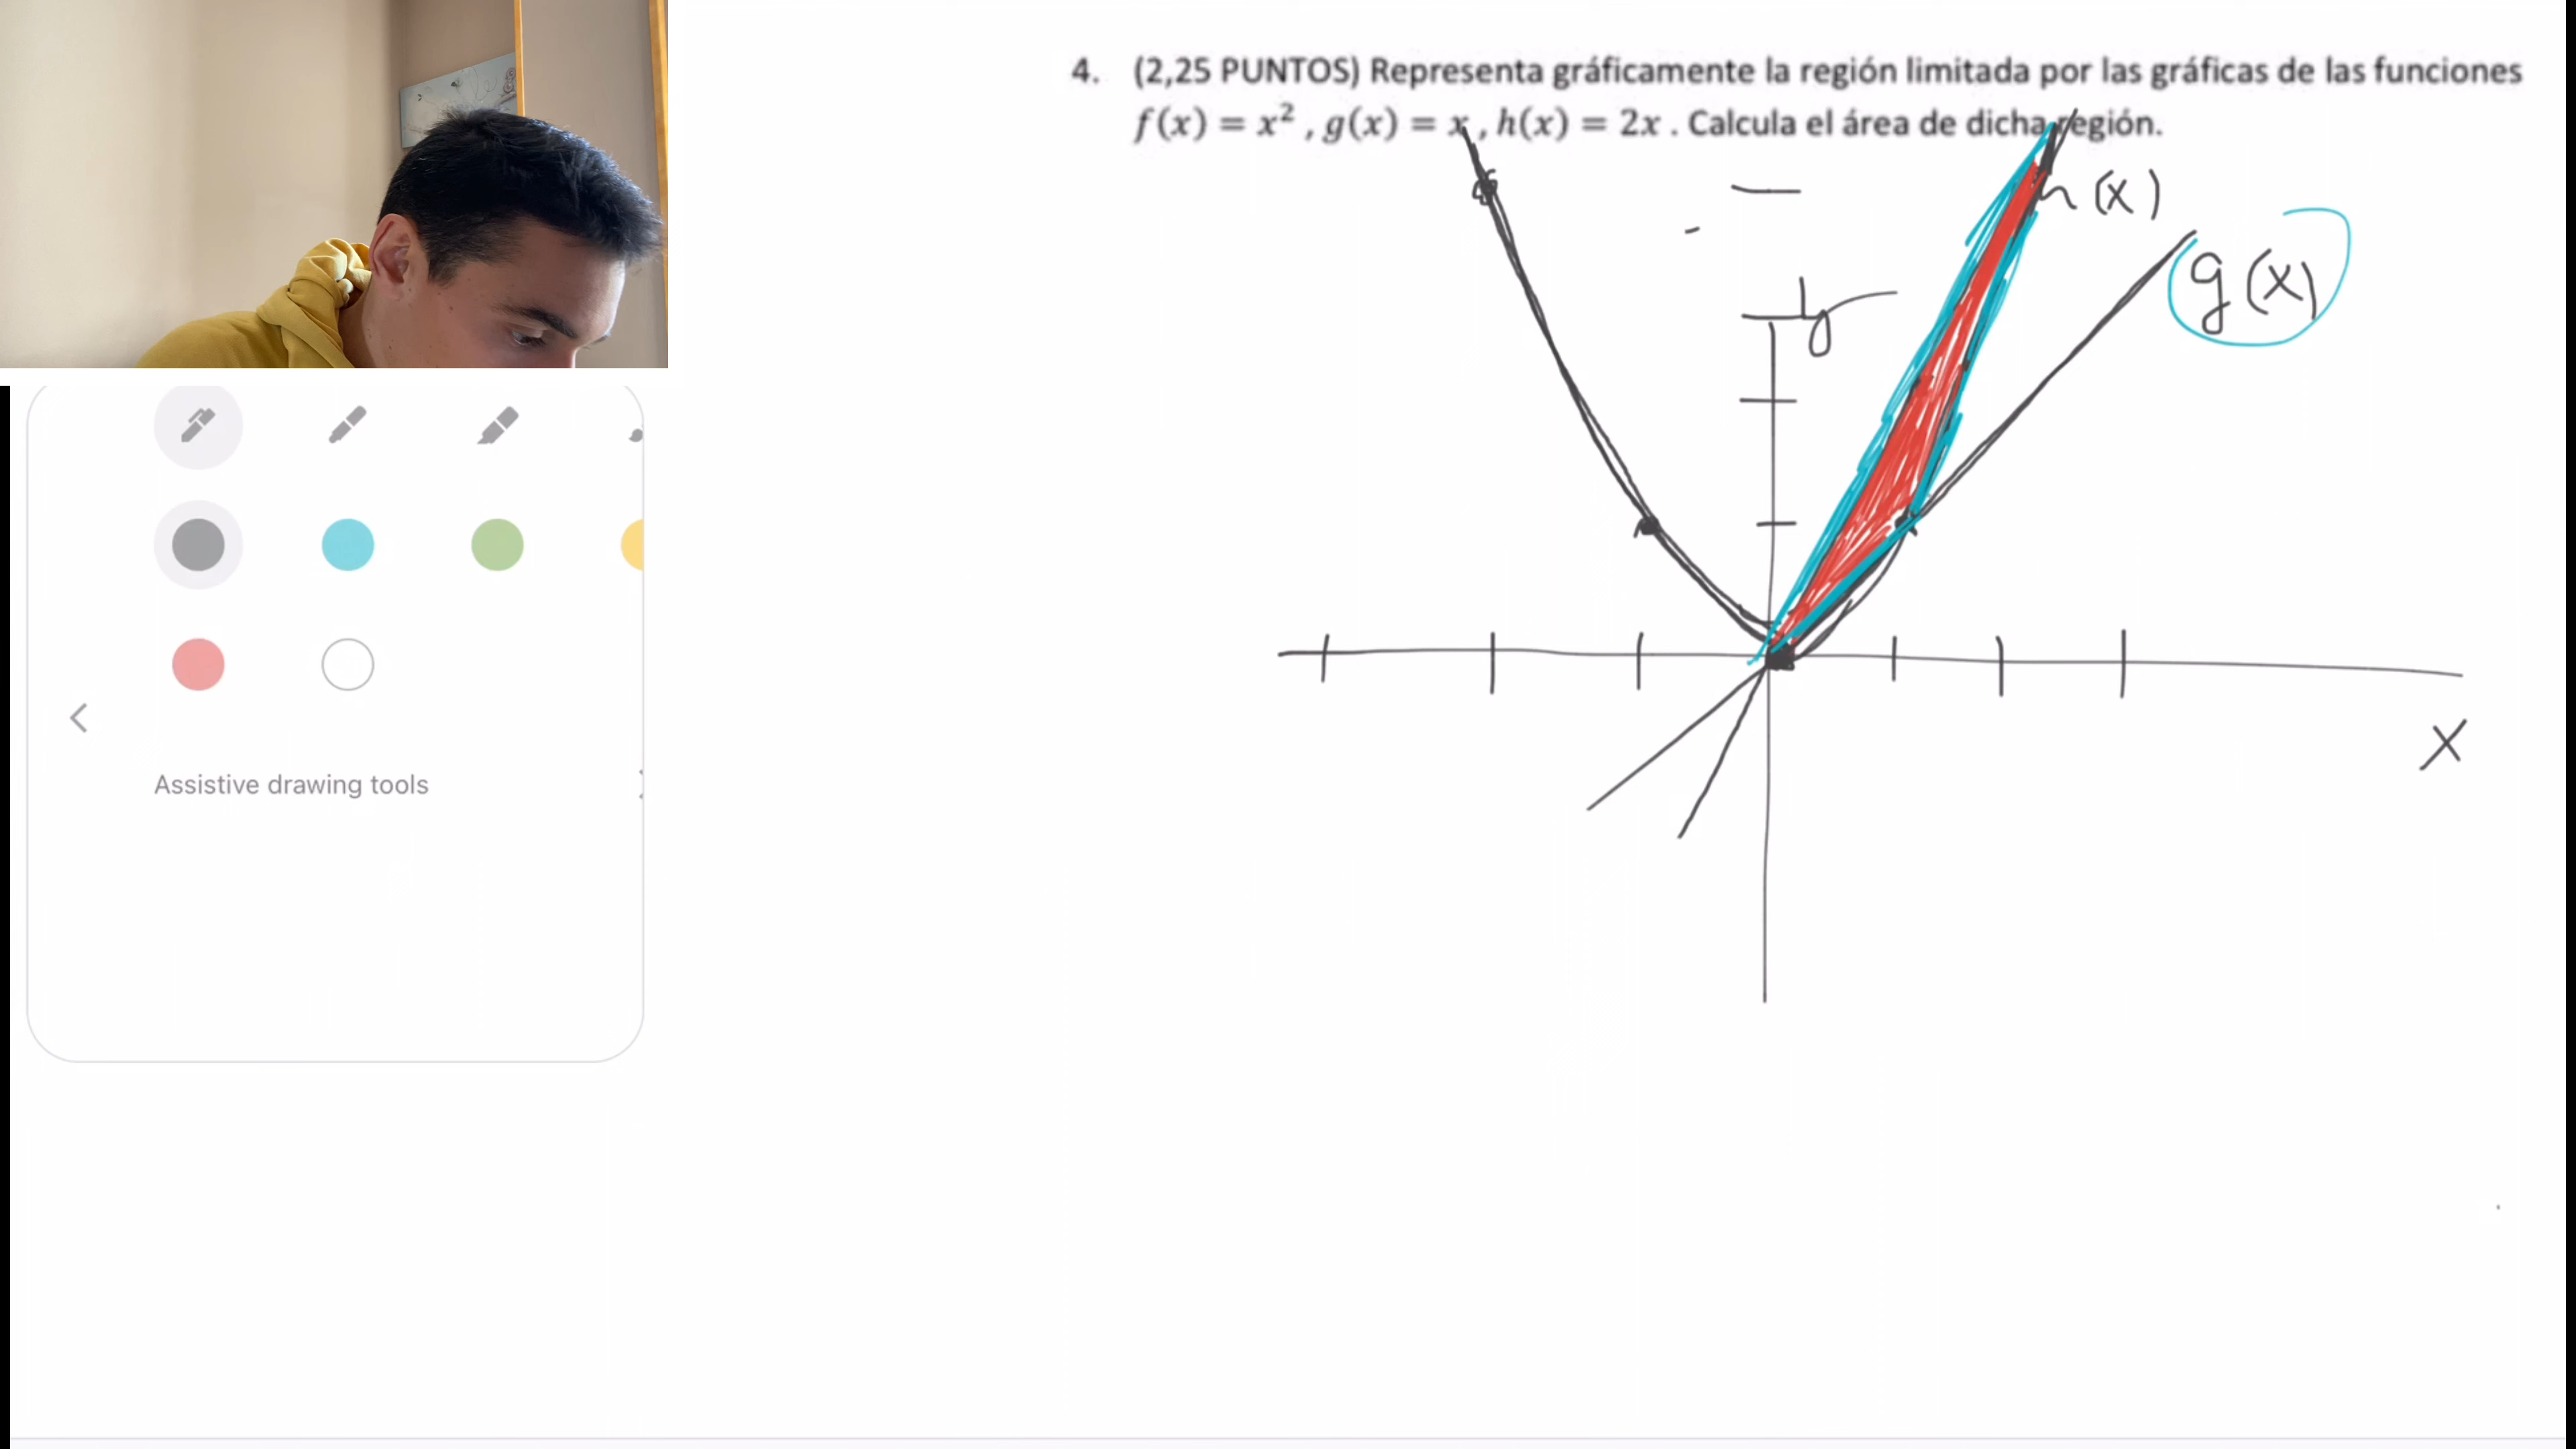 4. (2,25 PUNTOS) Representa gráficamente la región limitada por las gráficas de las funciones
f(x) = x² , g(x) = x , h(x) = 2x . Calcula el área de dicha región.
h(x)
g(x)
y
x
Assistive drawing tools